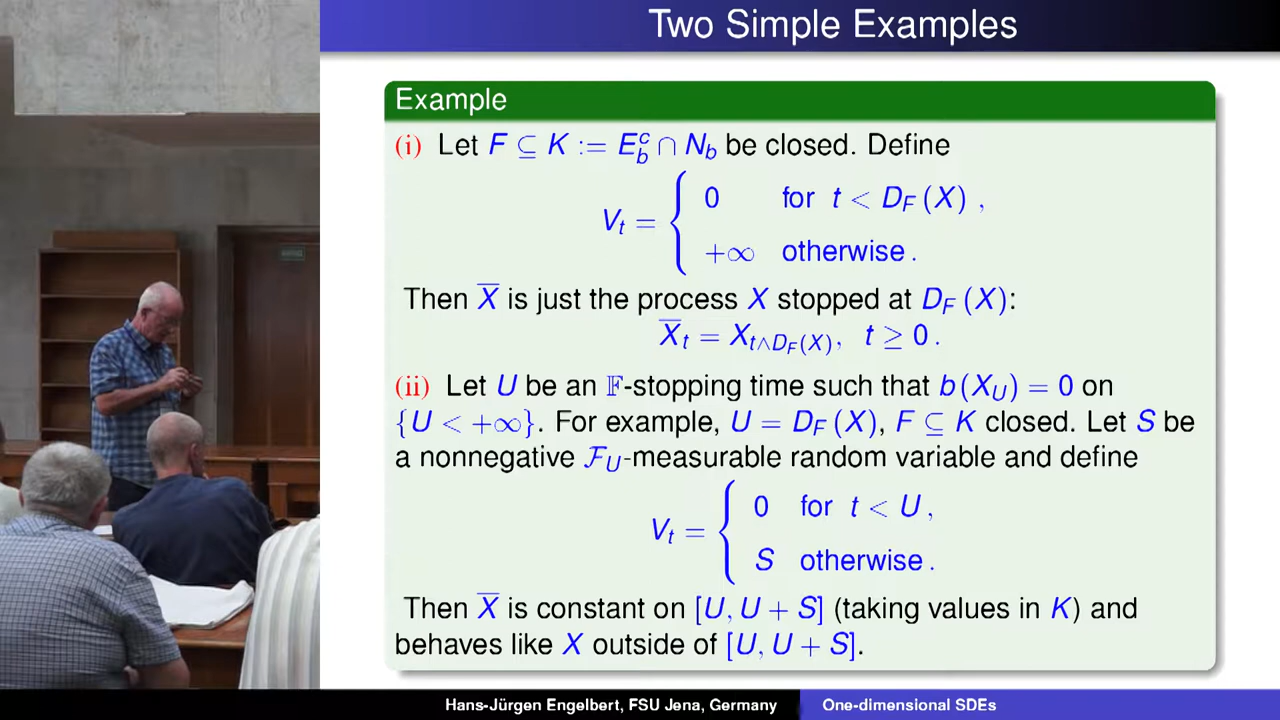 Two Simple Examples
Example
(i) Let F ⊆ K := E_b^c ∩ N_b be closed. Define
V_t = { 0 for t < D_F (X) ,
+∞ otherwise .
Then X̅ is just the process X stopped at D_F (X):
X̅_t = X_{t∧D_F(X)}, t ≥ 0 .
(ii) Let U be an 𝔽-stopping time such that b(X_U) = 0 on
{U < +∞}. For example, U = D_F (X), F ⊆ K closed. Let S be
a nonnegative ℱ_U-measurable random variable and define
V_t = { 0 for t < U ,
S otherwise .
Then X̅ is constant on [U, U + S] (taking values in K) and
behaves like X outside of [U, U + S].
Hans-Jürgen Engelbert, FSU Jena, Germany One-dimensional SDEs